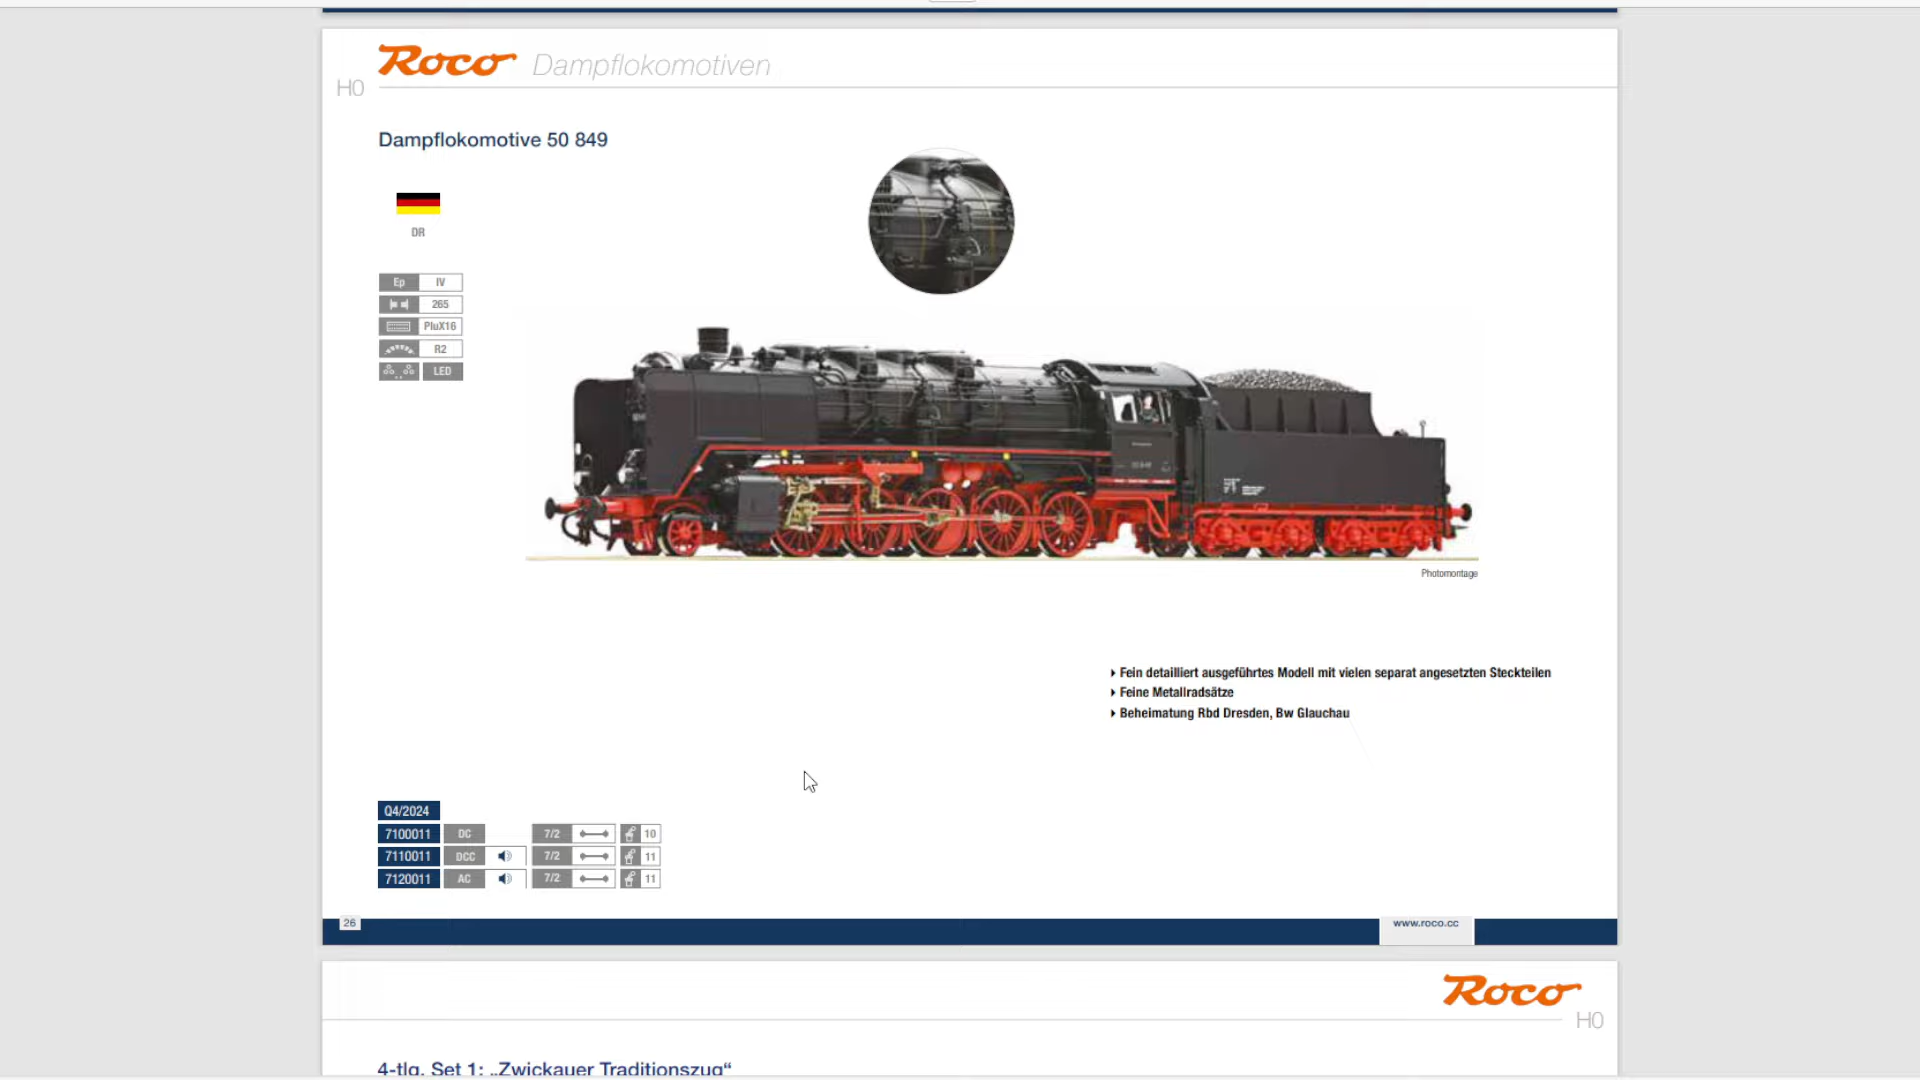 Roco Dampflokomotiven
H0
Dampflokomotive 50 849
DR
Ep IV
265
PluX16
R2
LED
Photomontage
Fein detailliert ausgeführtes Modell mit vielen separat angesetzten Steckteilen
Feine Metallradsätze
Beheimatung Rbd Dresden, Bw Glauchau
Q4/2024
7100011 DC 7/2 10
7110011 DCC 7/2 11
7120011 AC 7/2 11
26 www.roco.cc
Roco
H0
4-tlg. Set 1: „Zwickauer Traditionszug“